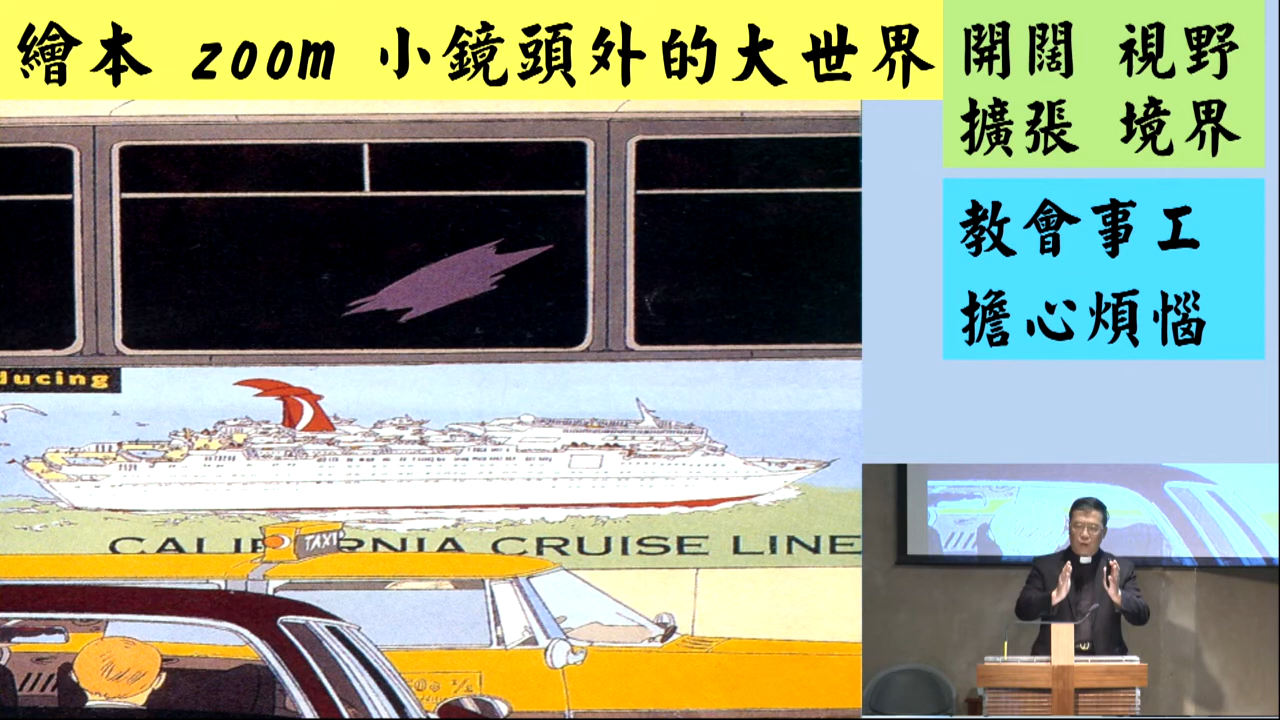 繪本 zoom 小鏡頭外的大世界
開闊 視野
擴張 境界
教會事工
擔心煩惱
ducing
TAXI
CALIFORNIA CRUISE LINE